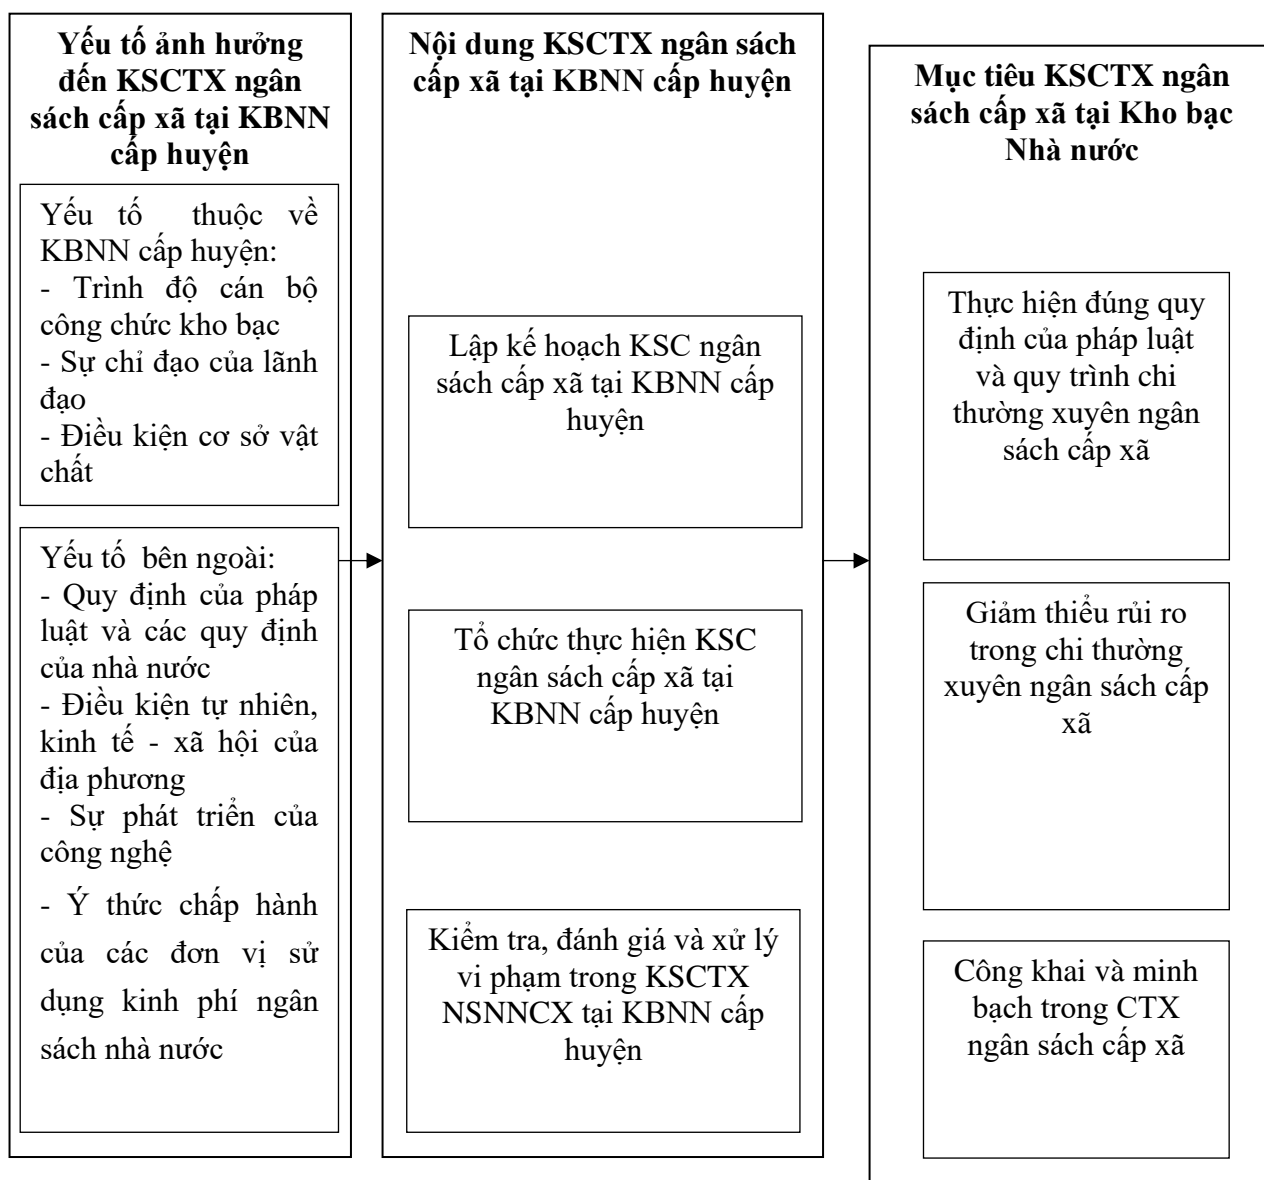 Yếu tố ảnh hưởng
đến KSCTX ngân
sách cấp xã tại KBNN
cấp huyện
Yếu tố thuộc về
KBNN cấp huyện:
- Trình độ cán bộ
công chức kho bạc
- Sự chỉ đạo của lãnh
đạo
- Điều kiện cơ sở vật
chất
Yếu tố bên ngoài:
- Quy định của pháp
luật và các quy định
của nhà nước
- Điều kiện tự nhiên,
kinh tế - xã hội của
địa phương
- Sự phát triển của
công nghệ
- Ý thức chấp hành
của các đơn vị sử
dụng kinh phí ngân
sách nhà nước
Nội dung KSCTX ngân sách
cấp xã tại KBNN cấp huyện
Lập kế hoạch KSC ngân
sách cấp xã tại KBNN cấp
huyện
Tổ chức thực hiện KSC
ngân sách cấp xã tại
KBNN cấp huyện
Kiểm tra, đánh giá và xử lý
vi phạm trong KSCTX
NSNNCX tại KBNN cấp
huyện
Mục tiêu KSCTX ngân
sách cấp xã tại Kho bạc
Nhà nước
Thực hiện đúng quy
định của pháp luật
và quy trình chi
thường xuyên ngân
sách cấp xã
Giảm thiểu rủi ro
trong chi thường
xuyên ngân sách cấp
xã
Công khai và minh
bạch trong CTX
ngân sách cấp xã